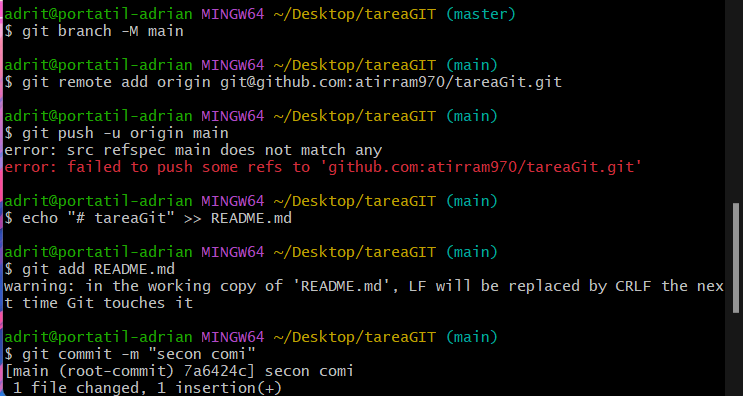 adrit@portatil-adrian MINGW64 ~/Desktop/tareaGIT (master)
$ git branch -M main
adrit@portatil-adrian MINGW64 ~/Desktop/tareaGIT (main)
$ git remote add origin git@github.com:atirram970/tareaGit.git
adrit@portatil-adrian MINGW64 ~/Desktop/tareaGIT (main)
$ git push -u origin main
error: src refspec main does not match any
error: failed to push some refs to 'github.com:atirram970/tareaGit.git'
adrit@portatil-adrian MINGW64 ~/Desktop/tareaGIT (main)
$ echo "# tareaGit" >> README.md
adrit@portatil-adrian MINGW64 ~/Desktop/tareaGIT (main)
$ git add README.md
warning: in the working copy of 'README.md', LF will be replaced by CRLF the nex
t time Git touches it
adrit@portatil-adrian MINGW64 ~/Desktop/tareaGIT (main)
$ git commit -m "secon comi"
[main (root-commit) 7a6424c] secon comi
1 file changed, 1 insertion(+)